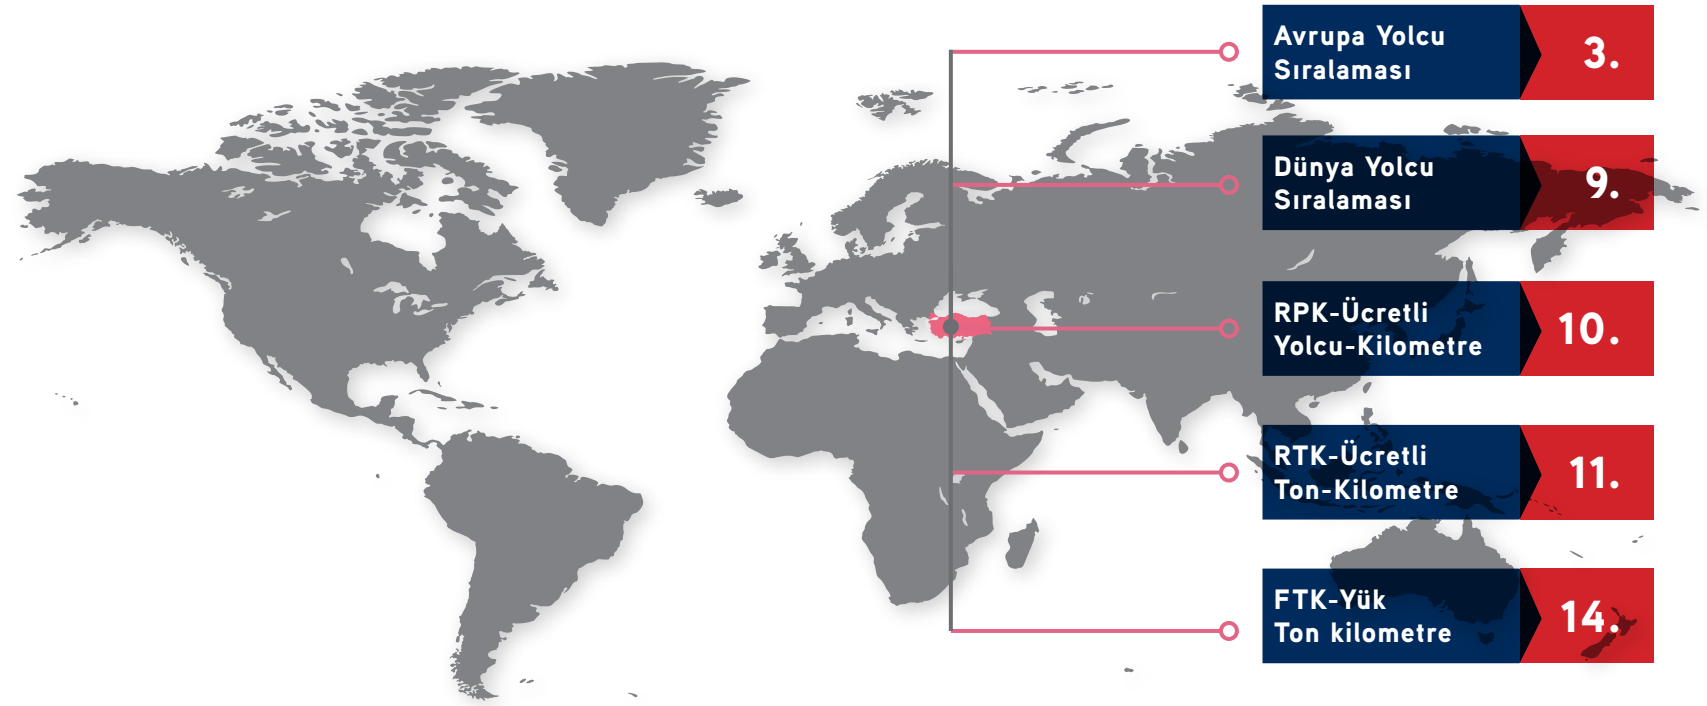 Avrupa Yolcu
Sıralaması
3.
Dünya Yolcu
Sıralaması
9.
RPK-Ücretli
Yolcu-Kilometre
10.
RTK-Ücretli
Ton-Kilometre
11.
FTK-Yük
Ton kilometre
14.